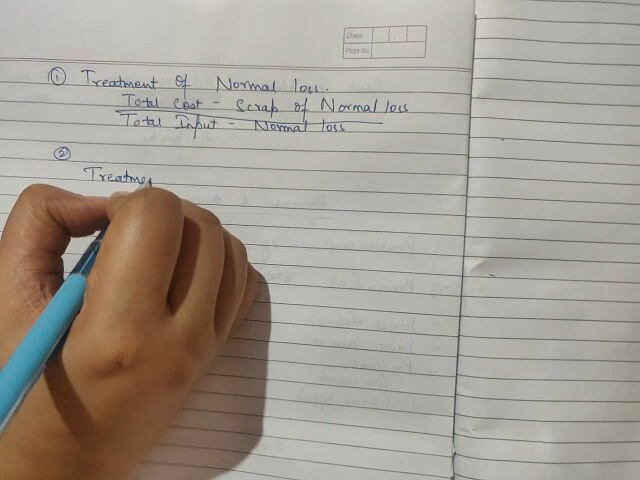 Date
Page No
① Treatment of Normal loss.
Total Cost - Scrap of Normal loss
Total Input - Normal loss
②
Treatme